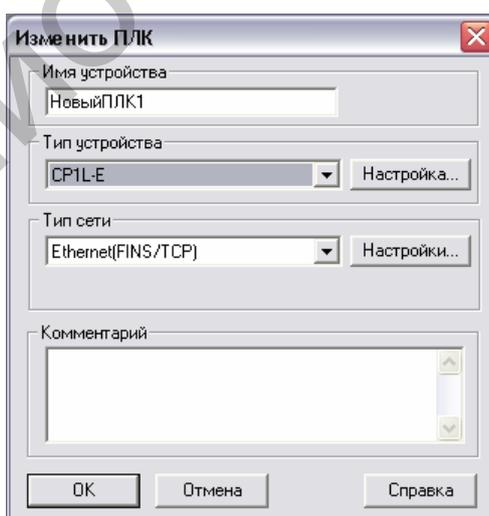 Изменить ПЛК
Имя устройства
НовыйПЛК1
Тип устройства
CP1L-E
Настройка...
Тип сети
Ethernet(FINS/TCP)
Настройки...
Комментарий
OK
Отмена
Справка